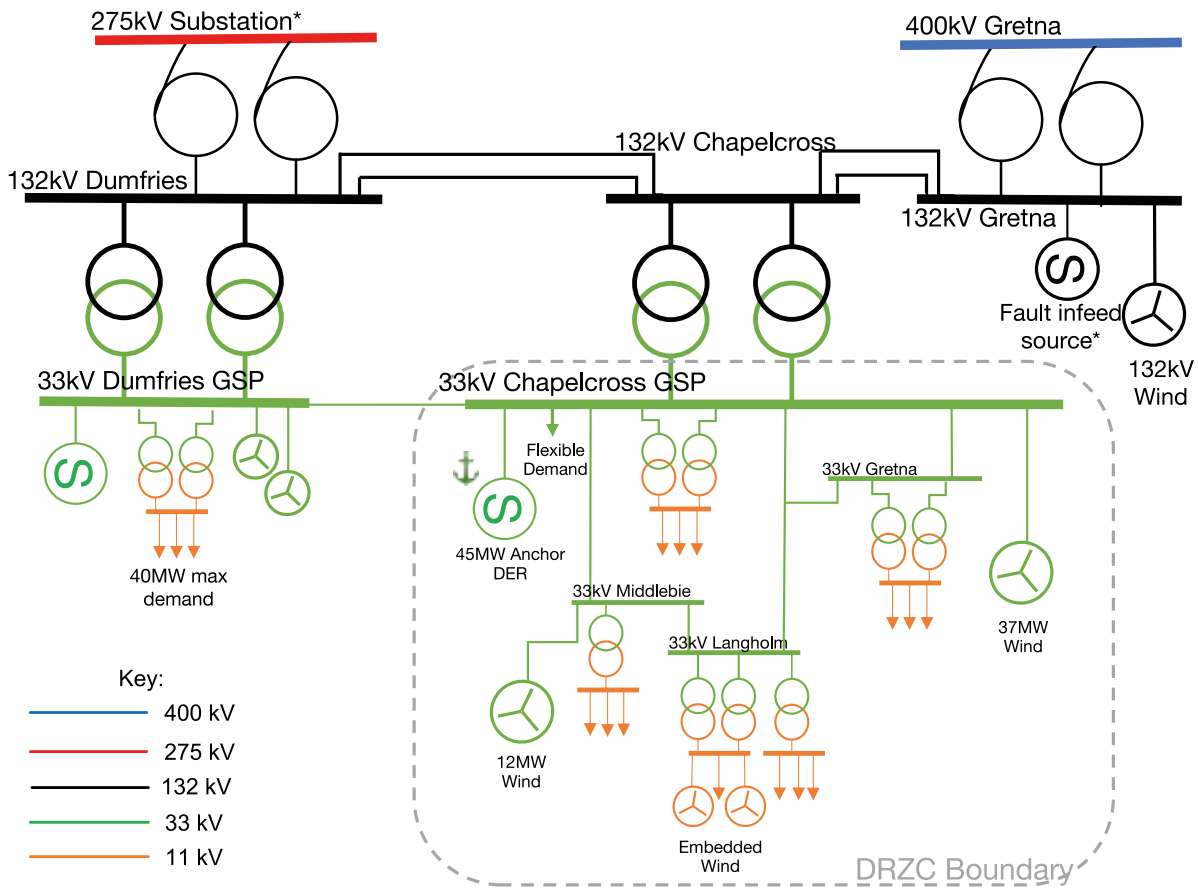 275kV Substation*
400kV Gretna
132kV Chapelcross
132kV Dumfries
132kV Gretna
S
Fault infeed
source*
132kV
Wind
33kV Dumfries GSP
33kV Chapelcross GSP
Flexible
Demand
33kV Gretna
S
S
45MW Anchor
DER
40MW max
demand
33kV Middlebie
37MW
Wind
33kV Langholm
12MW
Wind
Embedded
Wind
Key:
400 kV
275 kV
132 kV
33 kV
11 kV
DRZC Boundary